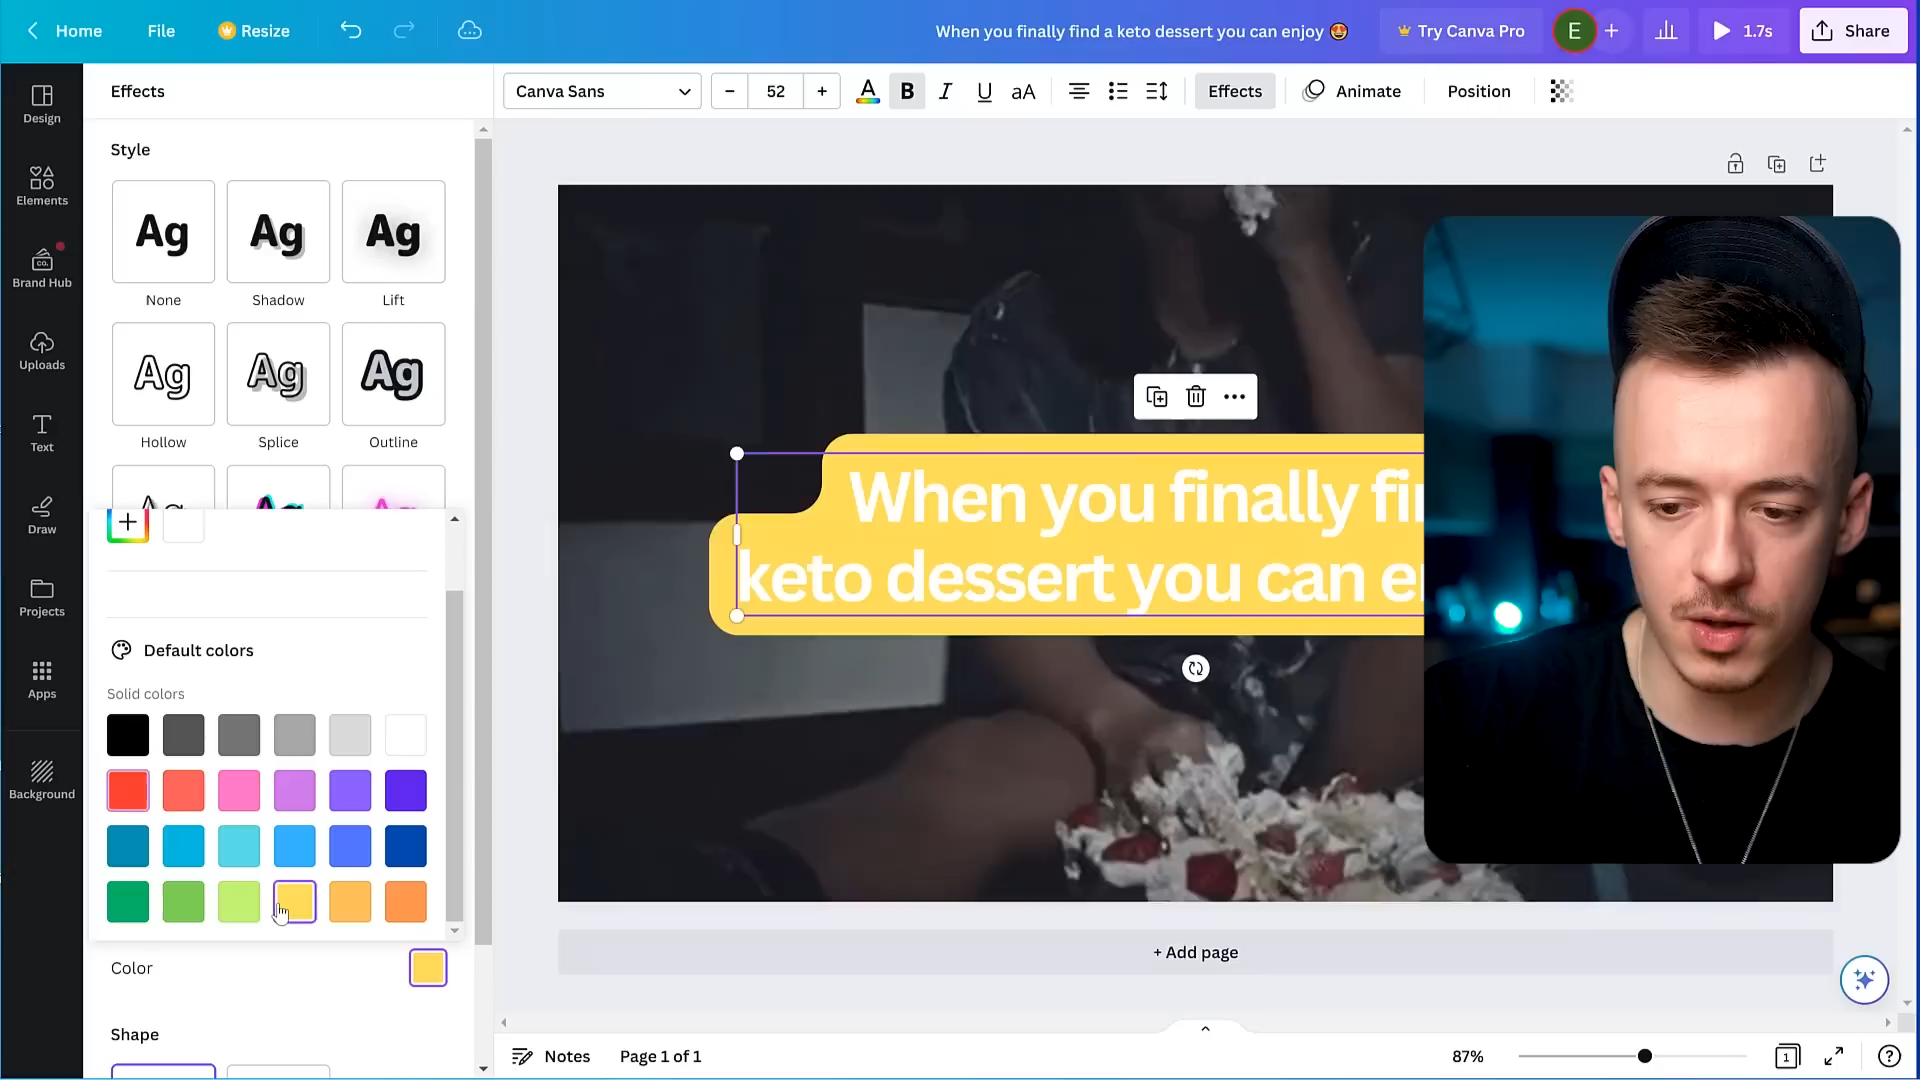 Home
File
Resize
When you finally find a keto dessert you can enjoy 🤩
Try Canva Pro
E
+
1.7s
Share
Effects
Canva Sans
–
52
+
A
B
I
U
aA
Effects
Animate
Position
Design
Elements
CO.
Brand Hub
Uploads
Text
Draw
Projects
Apps
Background
Style
Ag
Ag
Ag
None
Shadow
Lift
Ag
Ag
Ag
Hollow
Splice
Outline
+
Default colors
Solid colors
Color
Shape
When you finally fin
keto dessert you can e
+ Add page
Notes
Page 1 of 1
87%
1
?